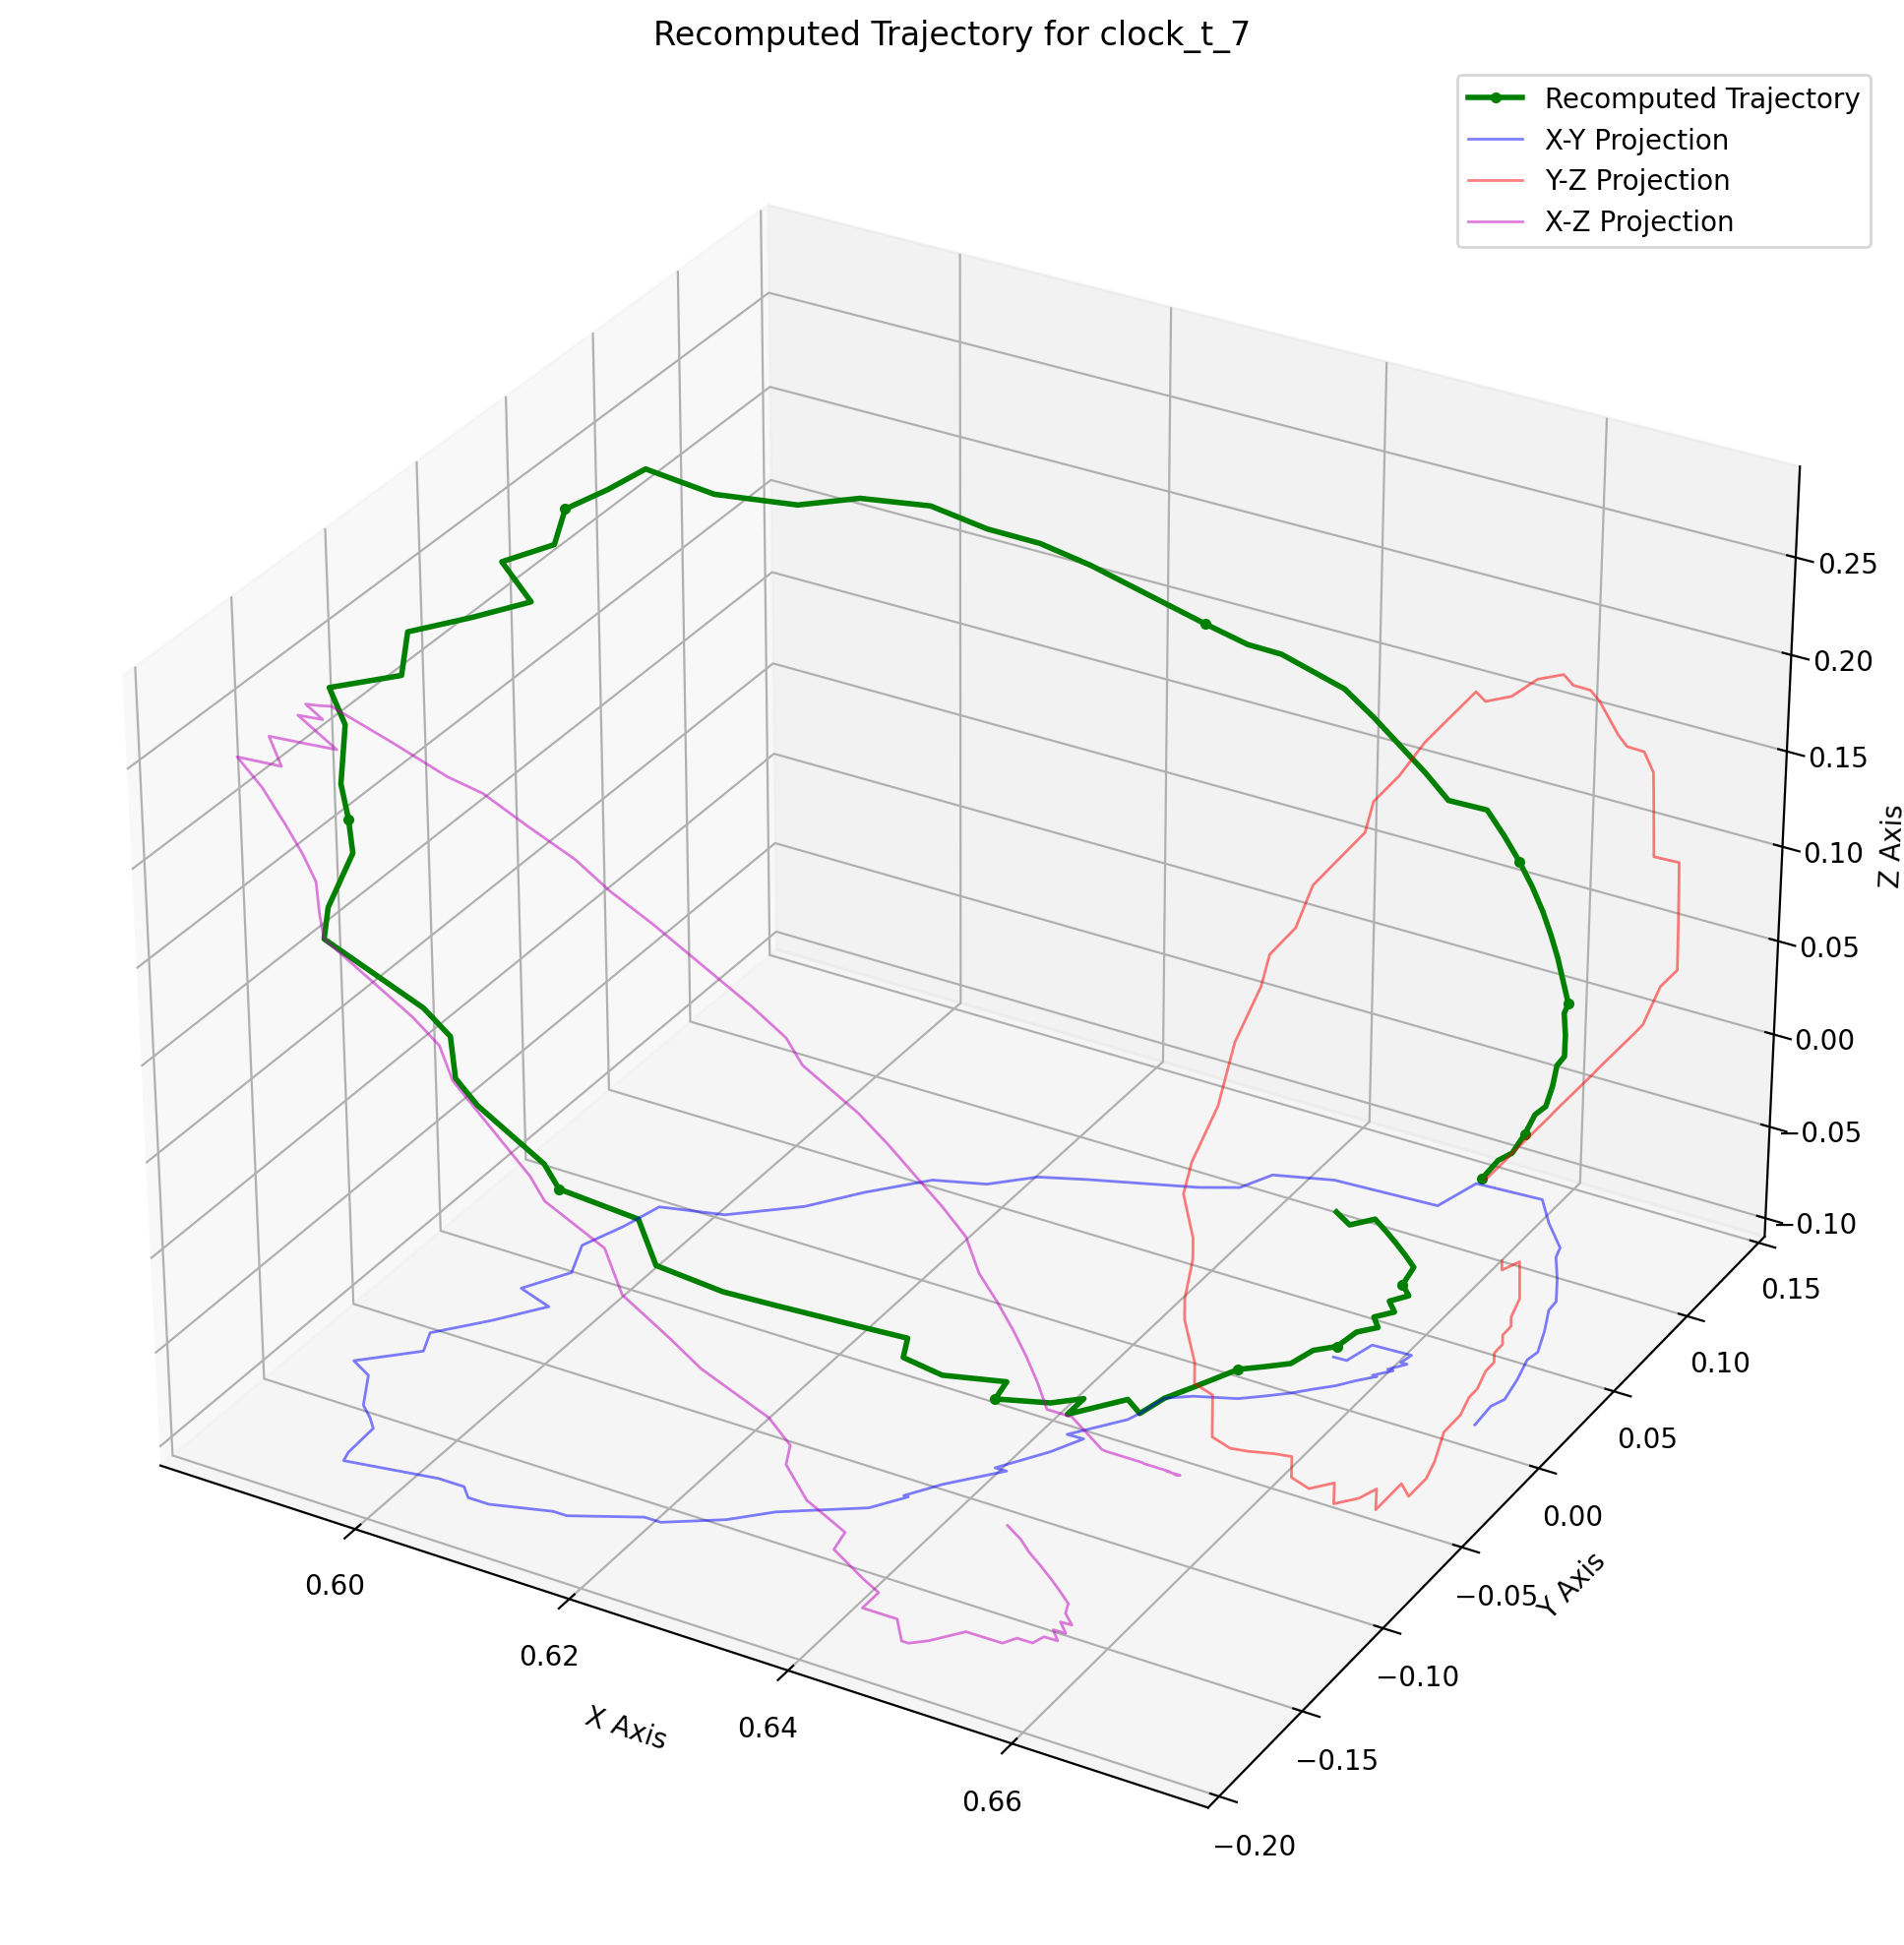 Recomputed Trajectory for clock_t_7
Recomputed Trajectory
X-Y Projection
Y-Z Projection
X-Z Projection
0.25
0.20
0.15
0.10
0.05
0.00
−0.05
−0.10
Z Axis
0.15
0.10
0.05
0.00
−0.05
−0.10
−0.15
−0.20
Y Axis
0.60
0.62
0.64
0.66
X Axis